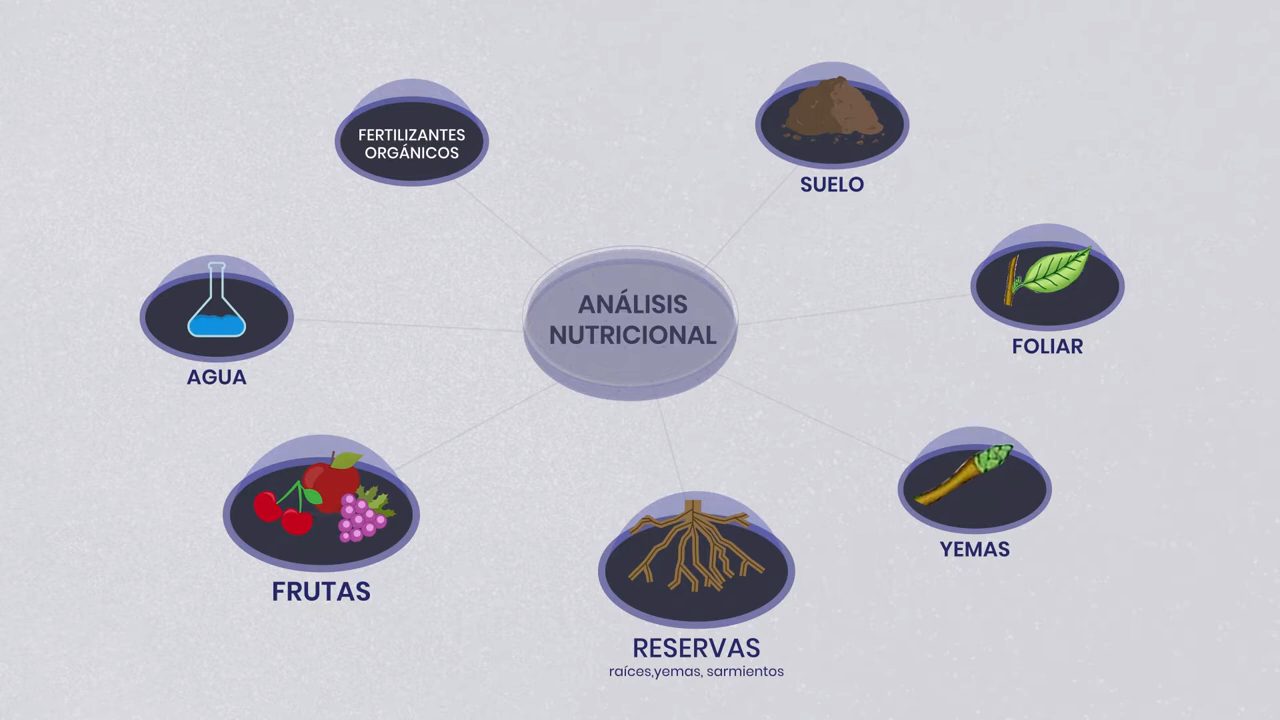 FERTILIZANTES
ORGÁNICOS
SUELO
ANÁLISIS
NUTRICIONAL
FOLIAR
AGUA
YEMAS
FRUTAS
RESERVAS
raíces,yemas, sarmientos